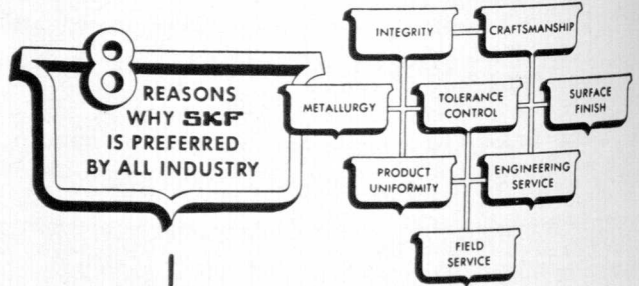 8
REASONS
WHY SKF
IS PREFERRED
BY ALL INDUSTRY
INTEGRITY
CRAFTSMANSHIP
METALLURGY
TOLERANCE
CONTROL
SURFACE
FINISH
PRODUCT
UNIFORMITY
ENGINEERING
SERVICE
FIELD
SERVICE